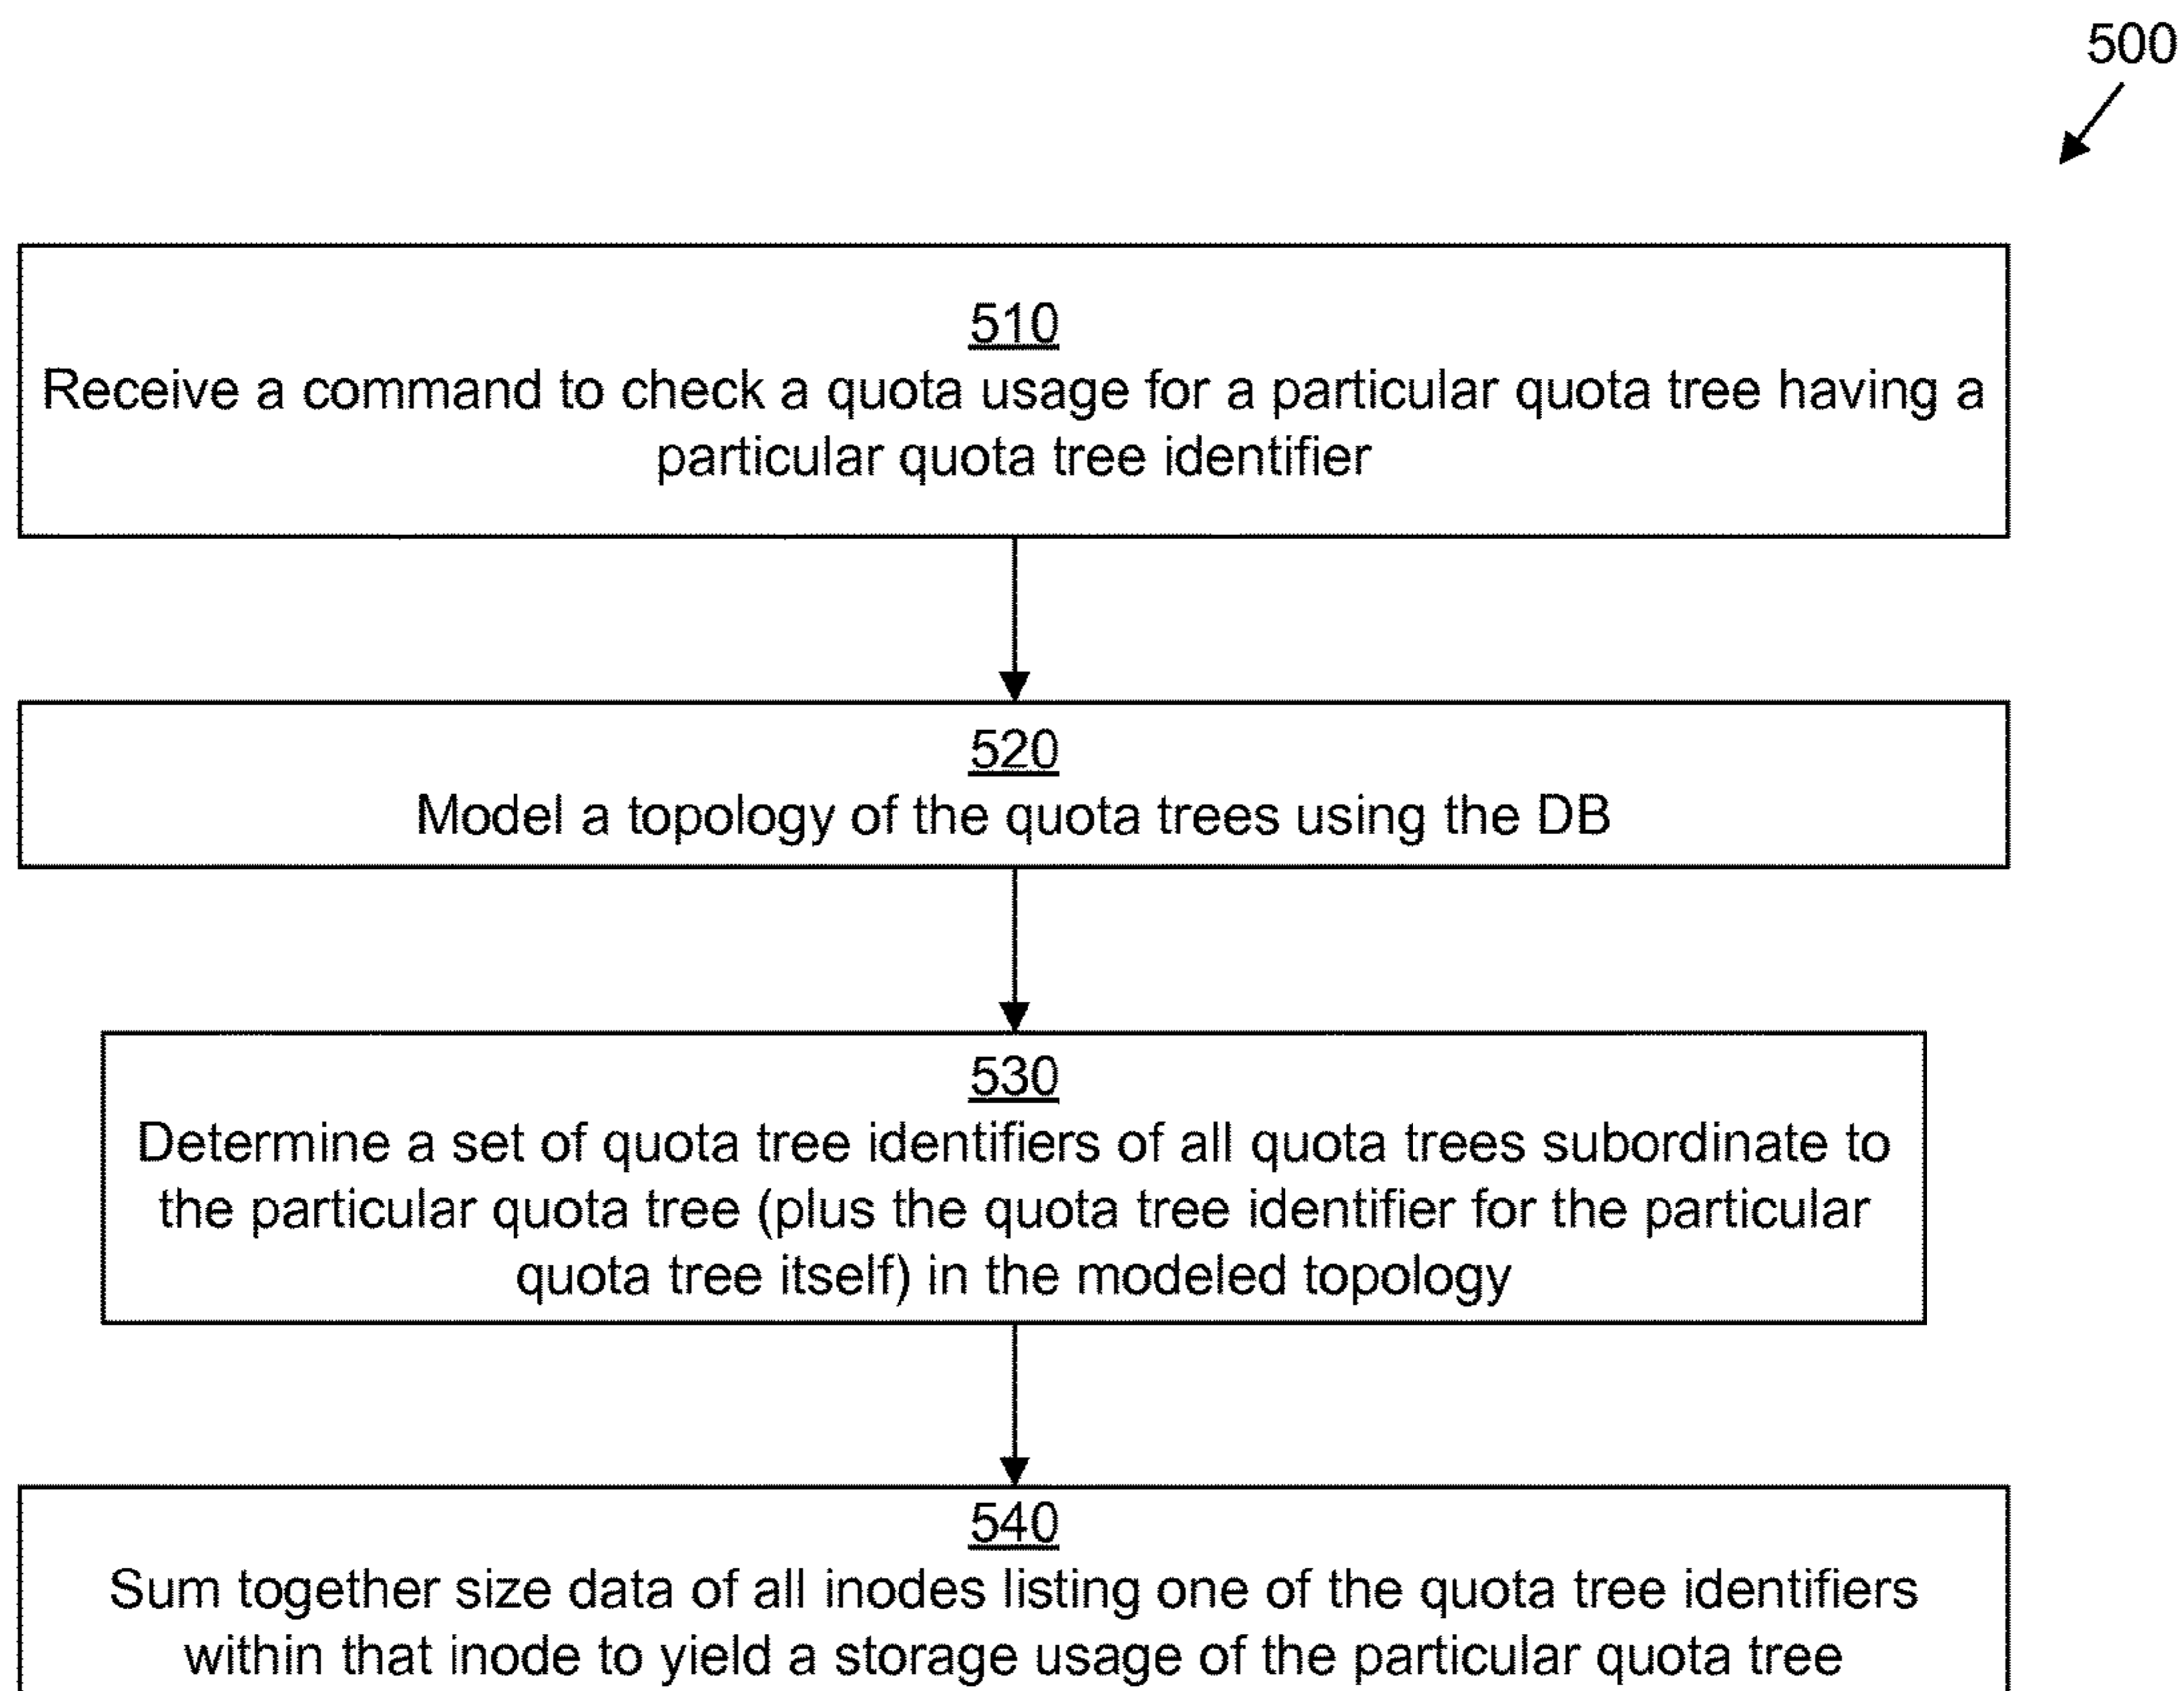 500
510
Receive a command to check a quota usage for a particular quota tree having a
particular quota tree identifier
520
Model a topology of the quota trees using the DB
530
Determine a set of quota tree identifiers of all quota trees subordinate to
the particular quota tree (plus the quota tree identifier for the particular
quota tree itself) in the modeled topology
540
Sum together size data of all inodes listing one of the quota tree identifiers
within that inode to yield a storage usage of the particular quota tree